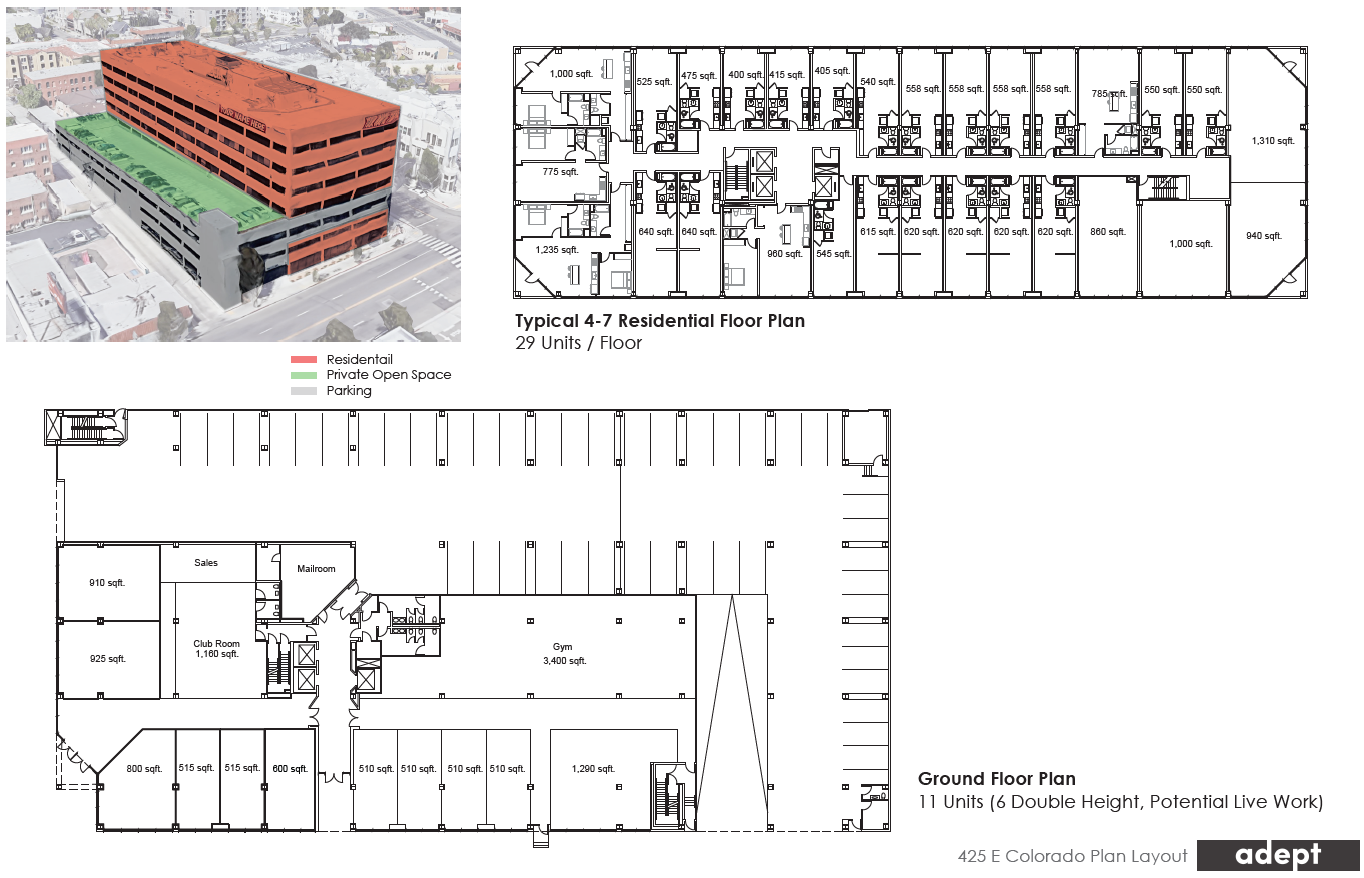 YOUR NAME HERE
Residentail
Private Open Space
Parking
1,000 sqft.
525 sqft.
475 sqft.
400 sqft.
415 sqft.
405 sqft.
540 sqft.
558 sqft.
558 sqft.
558 sqft.
558 sqft.
785 sqft.
550 sqft.
550 sqft.
1,310 sqft.
775 sqft.
1,235 sqft.
640 sqft.
640 sqft.
960 sqft.
545 sqft.
615 sqft.
620 sqft.
620 sqft.
620 sqft.
620 sqft.
860 sqft.
1,000 sqft.
940 sqft.
Typical 4-7 Residential Floor Plan
29 Units / Floor
910 sqft.
Sales
Mailroom
925 sqft.
Club Room
1,160 sqft.
Gym
3,400 sqft.
800 sqft.
515 sqft.
515 sqft.
600 sqft.
510 sqft.
510 sqft.
510 sqft.
510 sqft.
1,290 sqft.
Ground Floor Plan
11 Units (6 Double Height, Potential Live Work)
425 E Colorado Plan Layout
adept